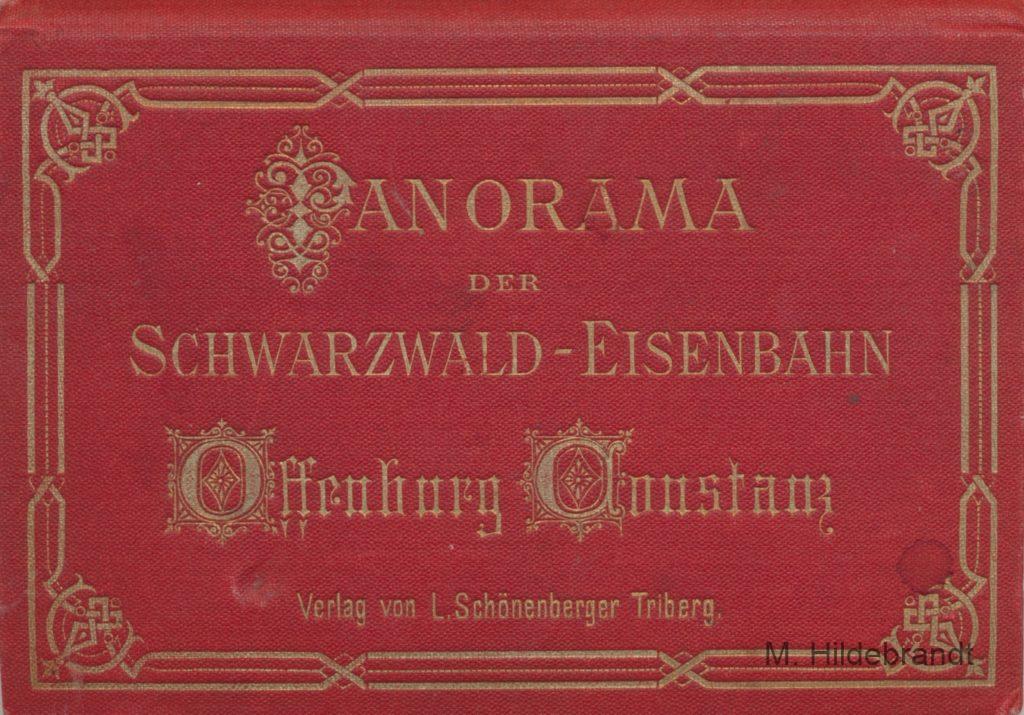 PANORAMA
DER
SCHWARZWALD-EISENBAHN
Offenburg Constanz
Verlag von L. Schönenberger Triberg.
M. Hildebrandt